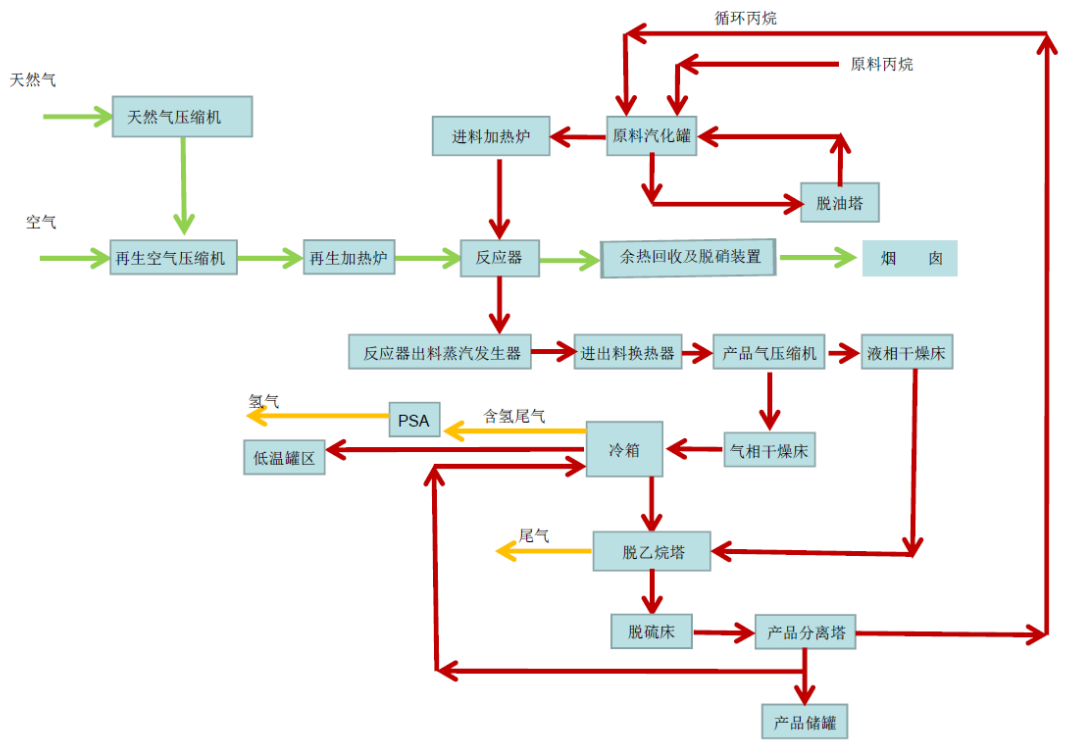 循环丙烷
原料丙烷
天然气
天然气压缩机
进料加热炉
原料汽化罐
脱油塔
空气
再生空气压缩机
再生加热炉
反应器
余热回收及脱硝装置
烟 囱
反应器出料蒸汽发生器
进出料换热器
产品气压缩机
液相干燥床
氢气
PSA
含氢尾气
冷箱
气相干燥床
低温罐区
尾气
脱乙烷塔
脱硫床
产品分离塔
产品储罐